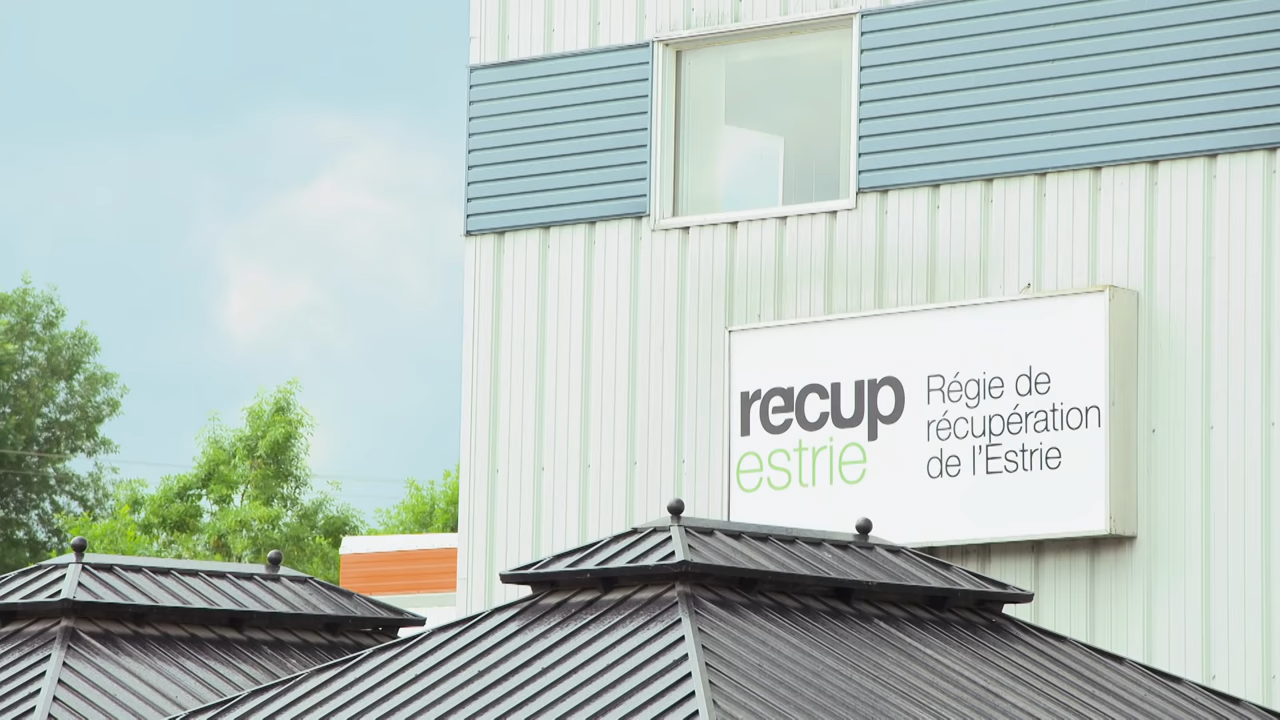 recup
estrie
Régie de
récupération
de l'Estrie